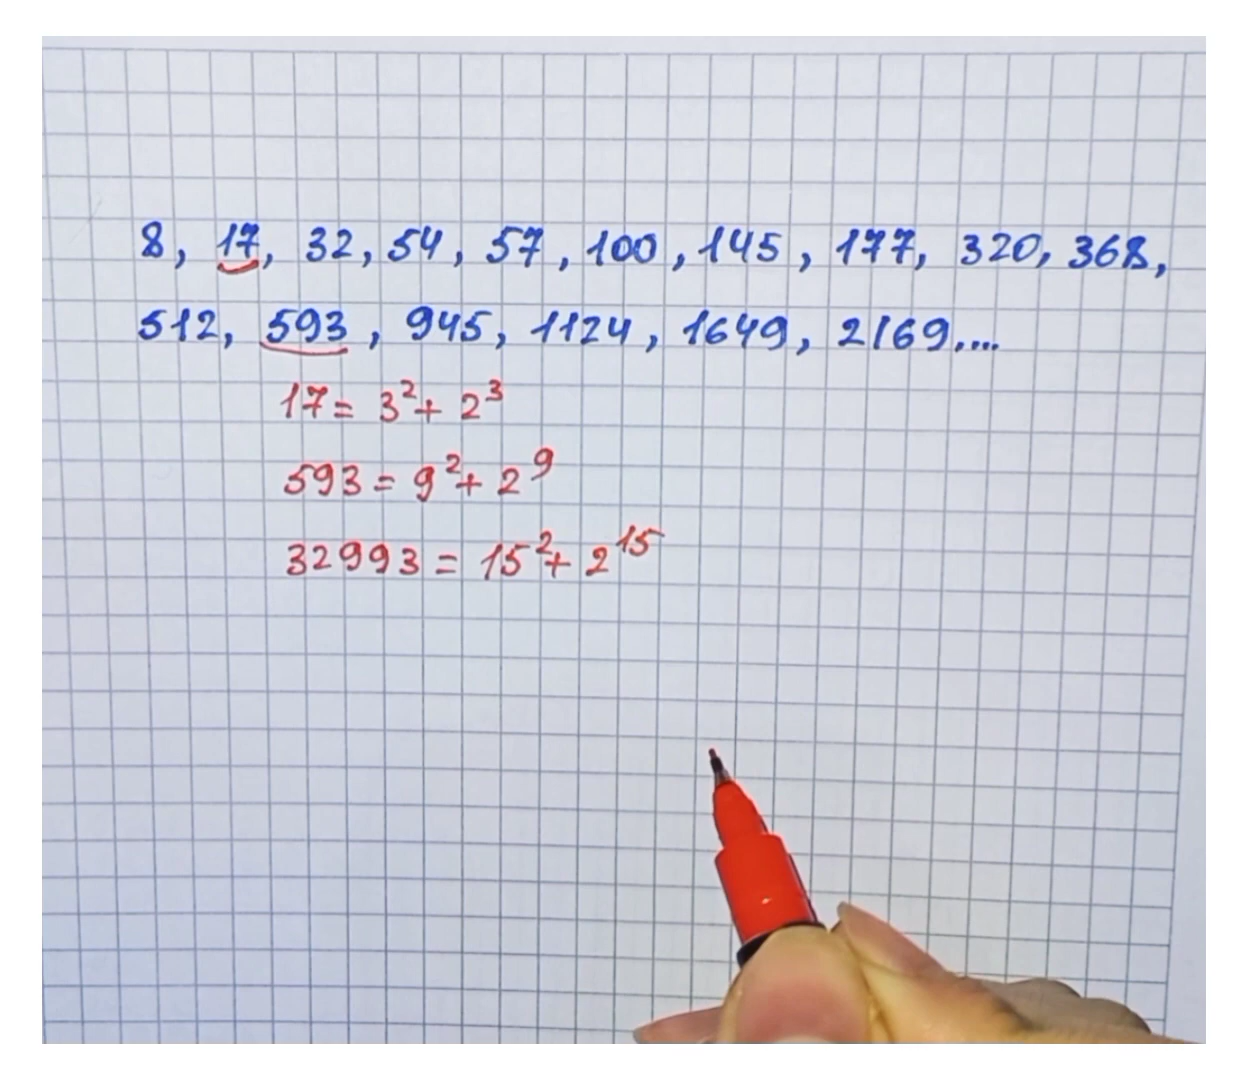 8, 17, 32, 54, 57, 100, 145, 177, 320, 368,
512, 593, 945, 1124, 1649, 2169,...
17 = 3² + 2³
593 = 9² + 2⁹
32993 = 15² + 2¹⁵